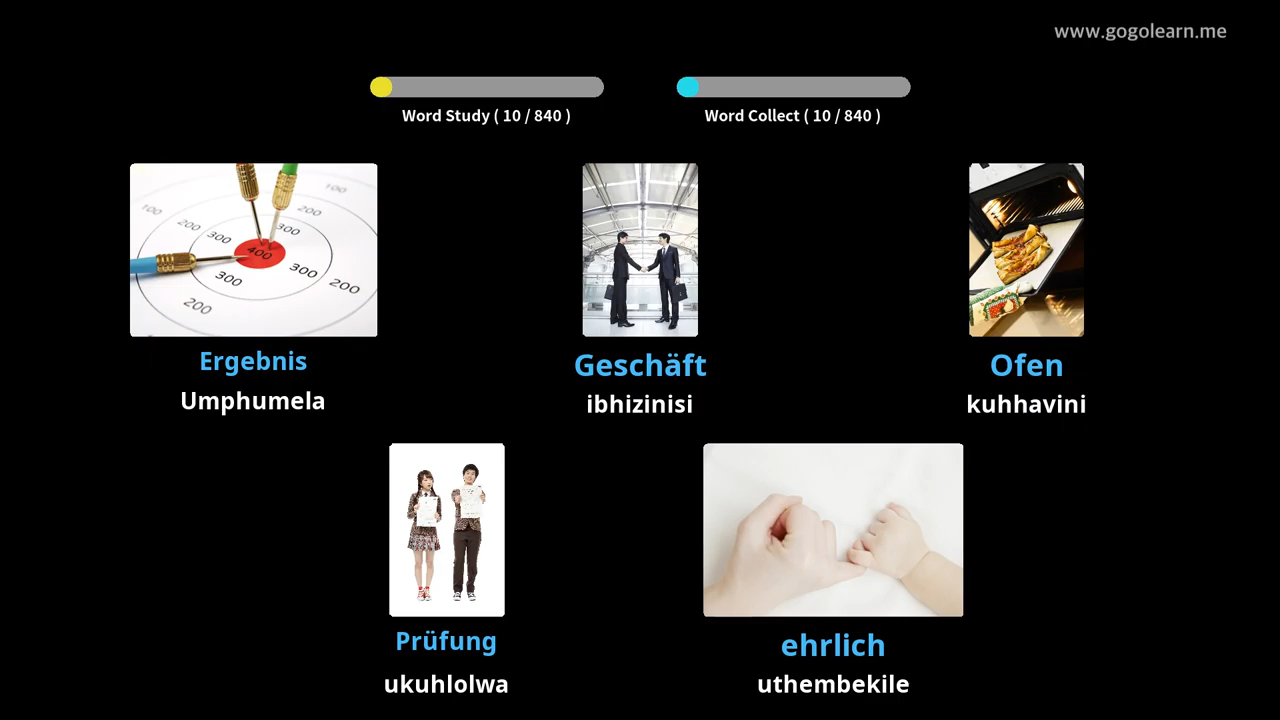 www.gogolearn.me
Word Study ( 10 / 840 )
Word Collect ( 10 / 840 )
100
100
200
200
300
300
400
300
300
200
200
Ergebnis
Umphumela
Geschäft
ibhizinisi
Ofen
kuhhavini
Prüfung
ukuhlolwa
ehrlich
uthembekile